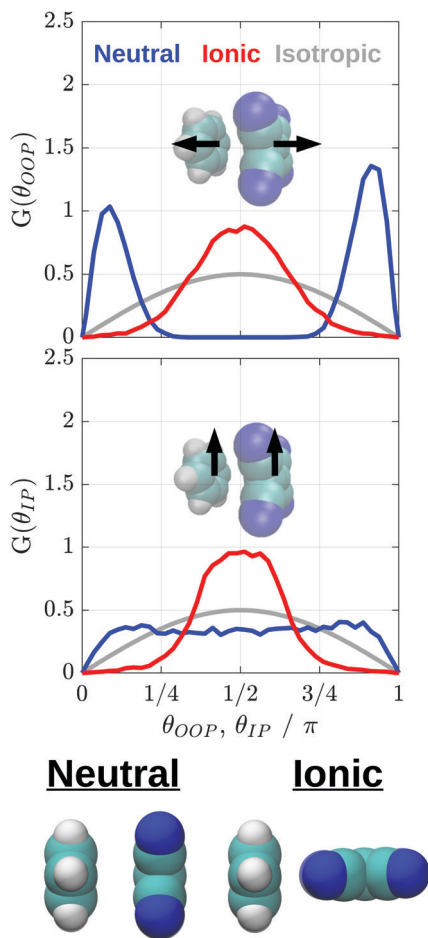 2.5
Neutral Ionic Isotropic
2
1.5
G(θ_OOP)
1
0.5
0
2.5
2
1.5
G(θ_IP)
1
0.5
0
0 1/4 1/2 3/4 1
θ_OOP, θ_IP / π
Neutral Ionic